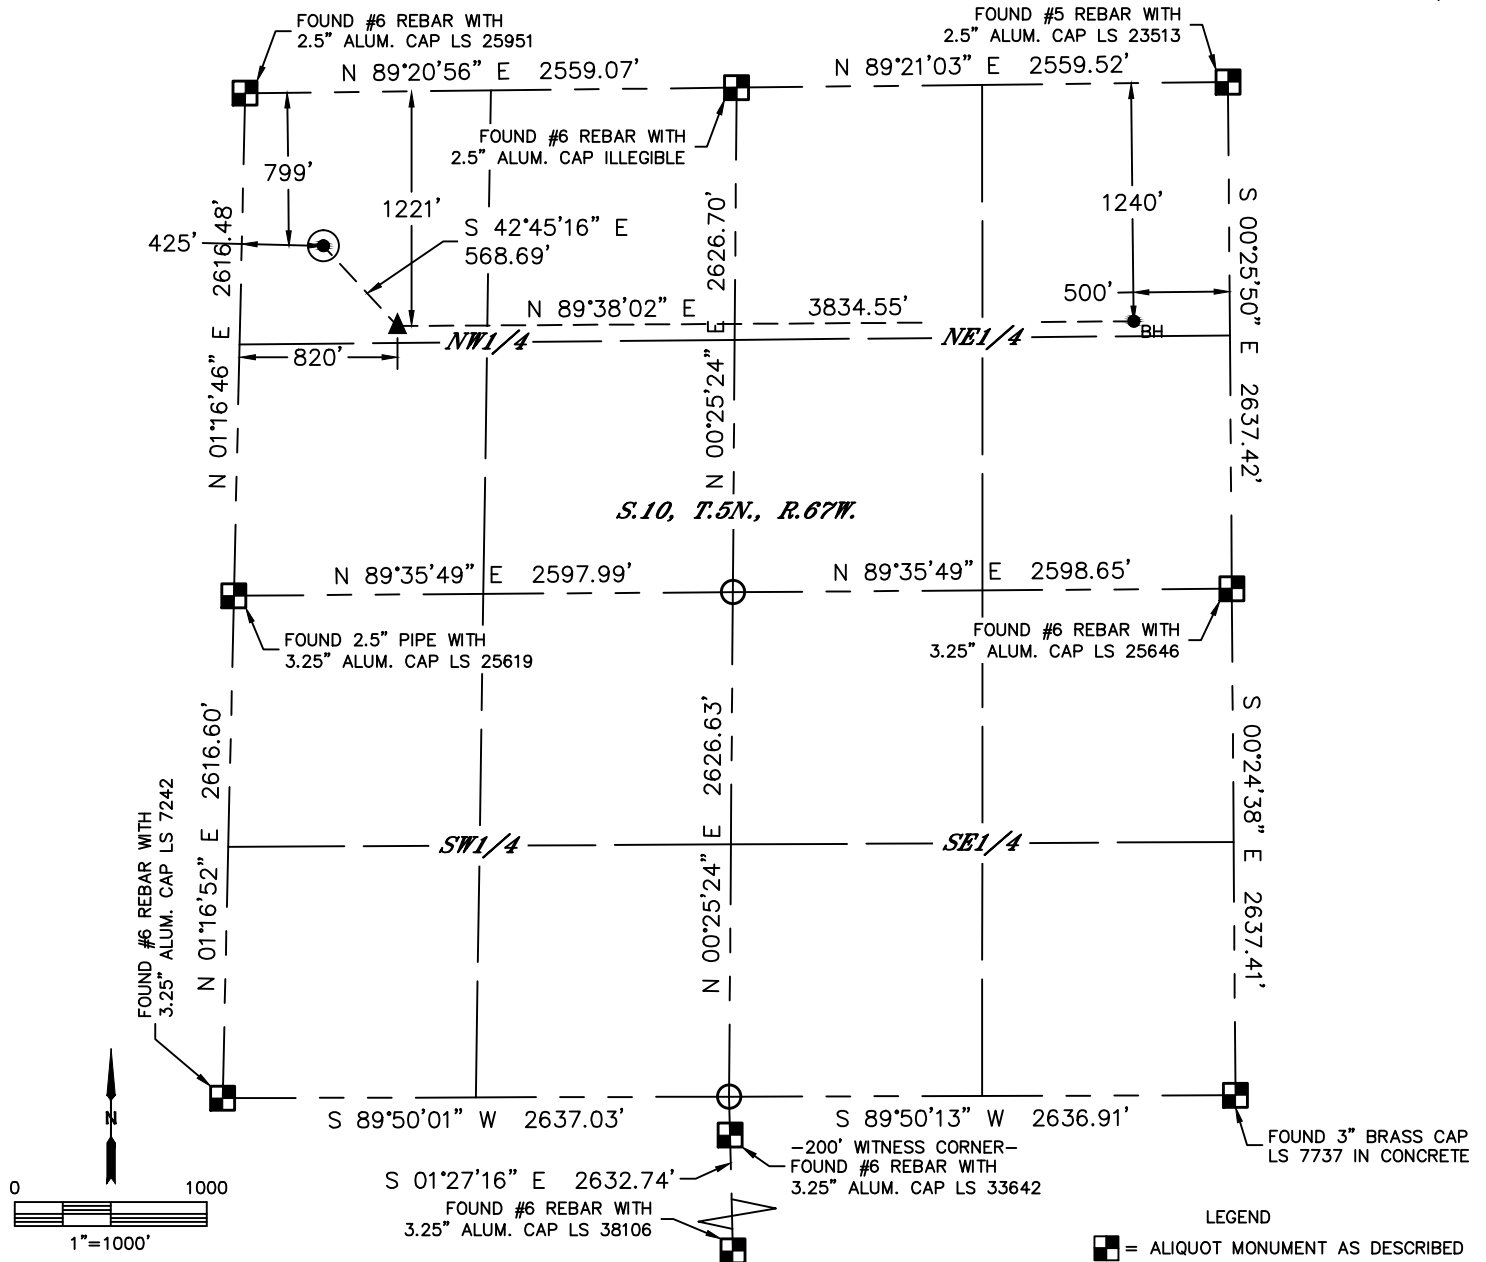 FOUND #6 REBAR WITH
2.5" ALUM. CAP LS 25951
FOUND #5 REBAR WITH
2.5" ALUM. CAP LS 23513
N 89°20'56" E 2559.07'
N 89°21'03" E 2559.52'
FOUND #6 REBAR WITH
2.5" ALUM. CAP ILLEGIBLE
799'
1221'
1240'
425'
S 42°45'16" E
568.69'
500'
N 89°38'02" E 3834.55'
BH
820'
NW1/4
NE1/4
N 01°16'46" E 2616.48'
N 00°25'24" E 2626.70'
S 00°25'50" E 2637.42'
S.10, T.5N., R.67W.
N 89°35'49" E 2597.99'
N 89°35'49" E 2598.65'
FOUND 2.5" PIPE WITH
3.25" ALUM. CAP LS 25619
FOUND #6 REBAR WITH
3.25" ALUM. CAP LS 25646
N 01°16'52" E 2616.60'
N 00°25'24" E 2626.63'
S 00°24'38" E 2637.41'
FOUND #6 REBAR WITH
3.25" ALUM. CAP LS 7242
SW1/4
SE1/4
S 89°50'01" W 2637.03'
S 89°50'13" W 2636.91'
-200' WITNESS CORNER-
FOUND #6 REBAR WITH
3.25" ALUM. CAP LS 33642
FOUND 3" BRASS CAP
LS 7737 IN CONCRETE
S 01°27'16" E 2632.74'
FOUND #6 REBAR WITH
3.25" ALUM. CAP LS 38106
N
0 1000
1"=1000'
LEGEND
= ALIQUOT MONUMENT AS DESCRIBED